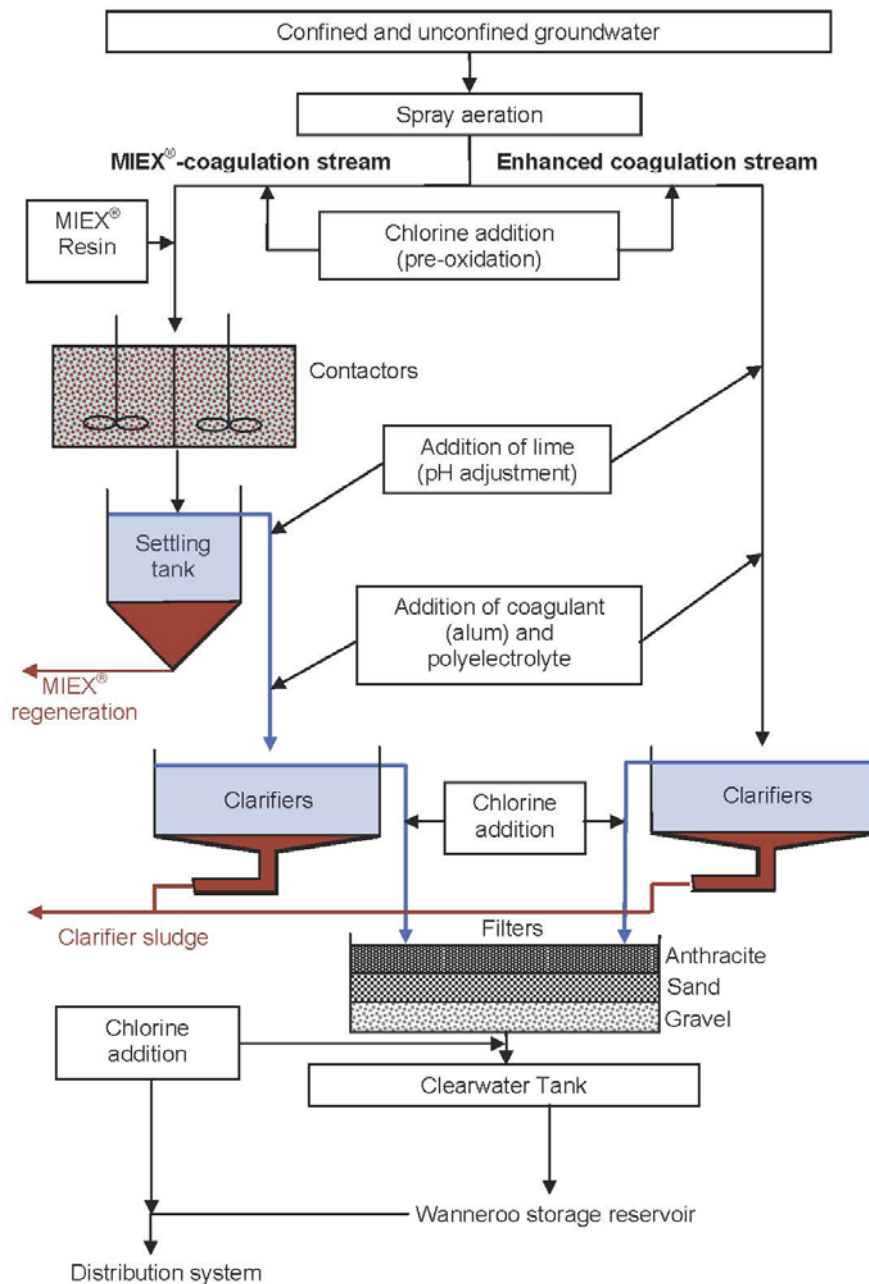 Confined and unconfined groundwater
Spray aeration
MIEX®-coagulation stream
Enhanced coagulation stream
MIEX®
Resin
Chlorine addition
(pre-oxidation)
Contactors
Addition of lime
(pH adjustment)
Settling
tank
Addition of coagulant
(alum) and
polyelectrolyte
MIEX®
regeneration
Clarifiers
Chlorine
addition
Clarifiers
Clarifier sludge
Filters
Anthracite
Sand
Gravel
Chlorine
addition
Clearwater Tank
Wanneroo storage reservoir
Distribution system